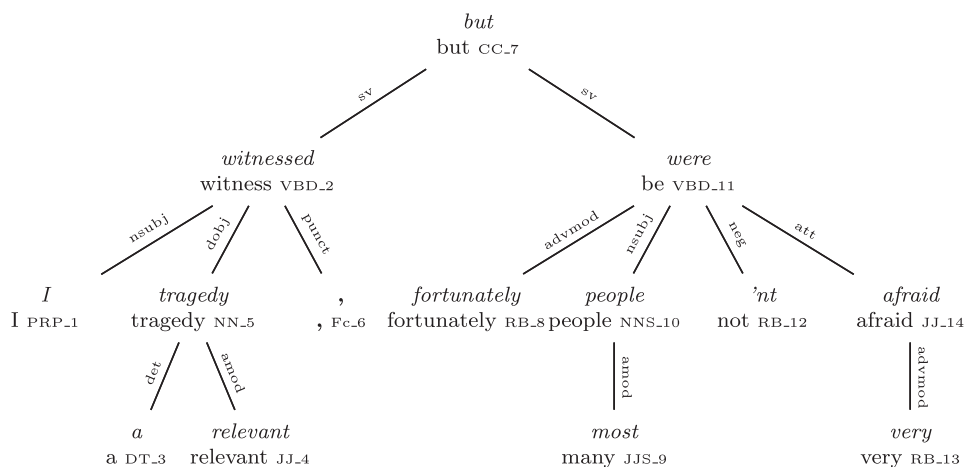 but
but CC_7
sv sv
witnessed were
witness VBD_2 be VBD_11
nsubj dobj punct advmod nsubj neg att
I tragedy , fortunately people 'nt afraid
I PRP_1 tragedy NN_5 , Fc_6 fortunately RB_8 people NNS_10 not RB_12 afraid JJ_14
det amod amod advmod
a relevant most very
a DT_3 relevant JJ_4 many JJS_9 very RB_13